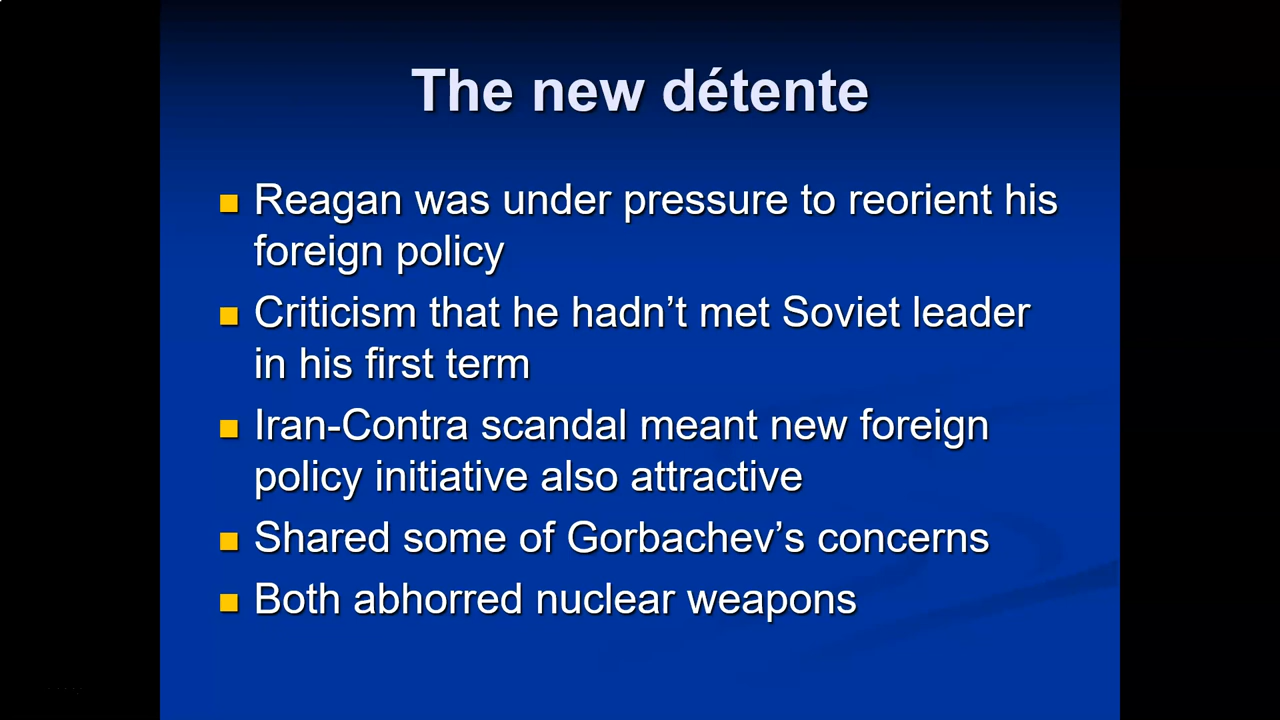 The new détente
Reagan was under pressure to reorient his
foreign policy
Criticism that he hadn’t met Soviet leader
in his first term
Iran-Contra scandal meant new foreign
policy initiative also attractive
Shared some of Gorbachev’s concerns
Both abhorred nuclear weapons